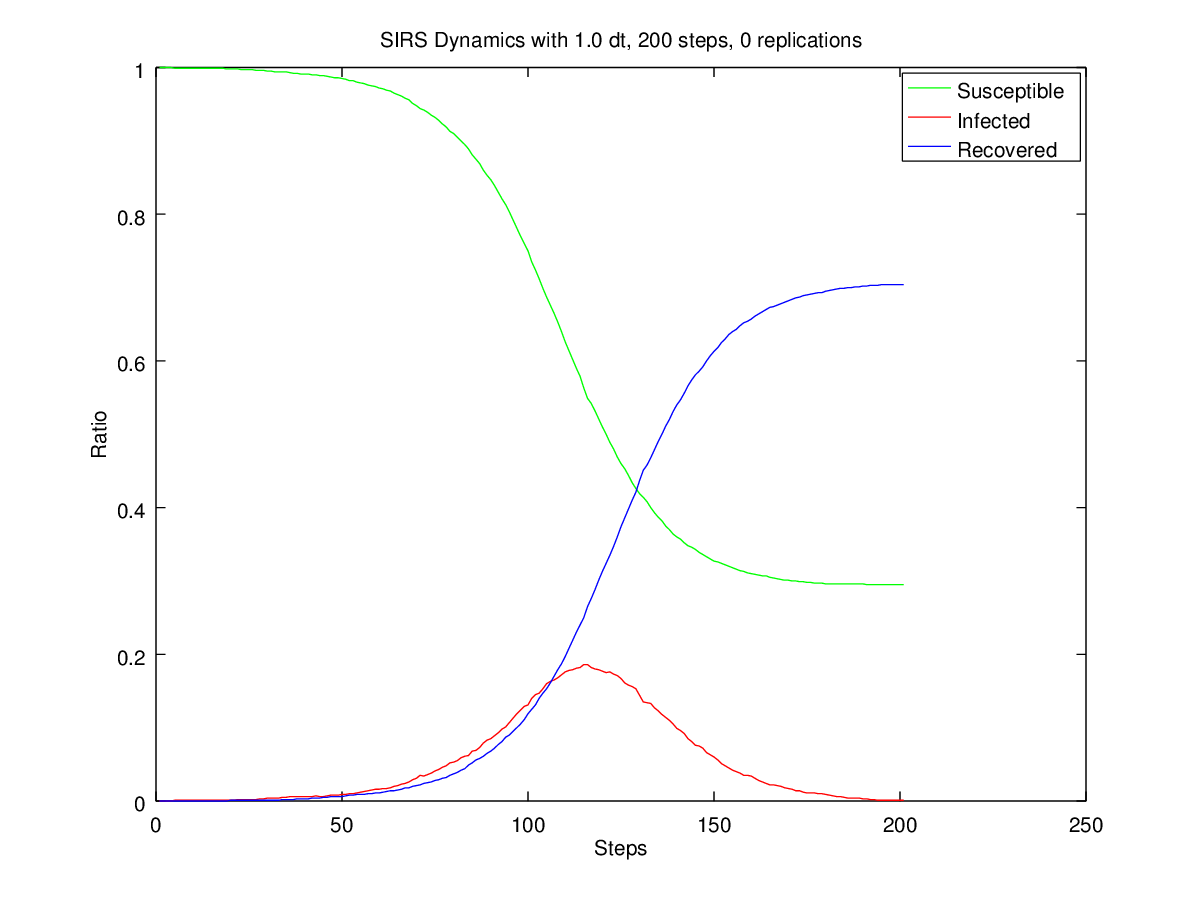 SIRS Dynamics with 1.0 dt, 200 steps, 0 replications
1
0.8
0.6
0.4
0.2
0
Ratio
Susceptible
Infected
Recovered
0 50 100 150 200 250
Steps